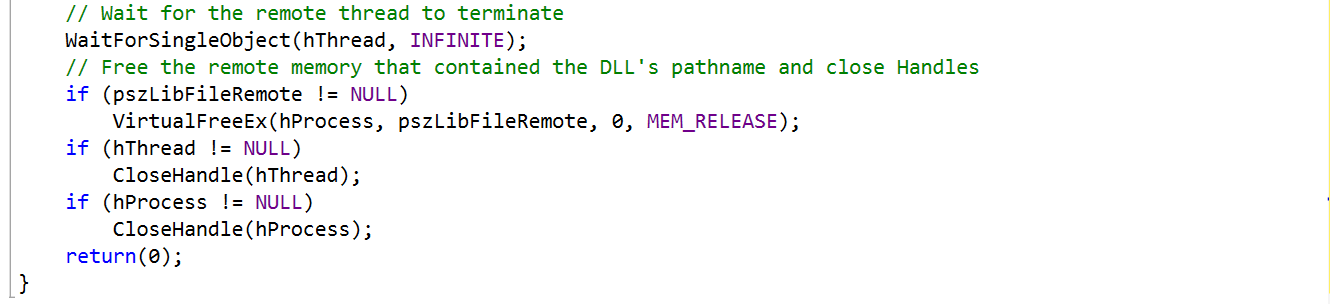 // Wait for the remote thread to terminate
WaitForSingleObject(hThread, INFINITE);
// Free the remote memory that contained the DLL's pathname and close Handles
if (pszLibFileRemote != NULL)
VirtualFreeEx(hProcess, pszLibFileRemote, 0, MEM_RELEASE);
if (hThread != NULL)
CloseHandle(hThread);
if (hProcess != NULL)
CloseHandle(hProcess);
return(0);
}